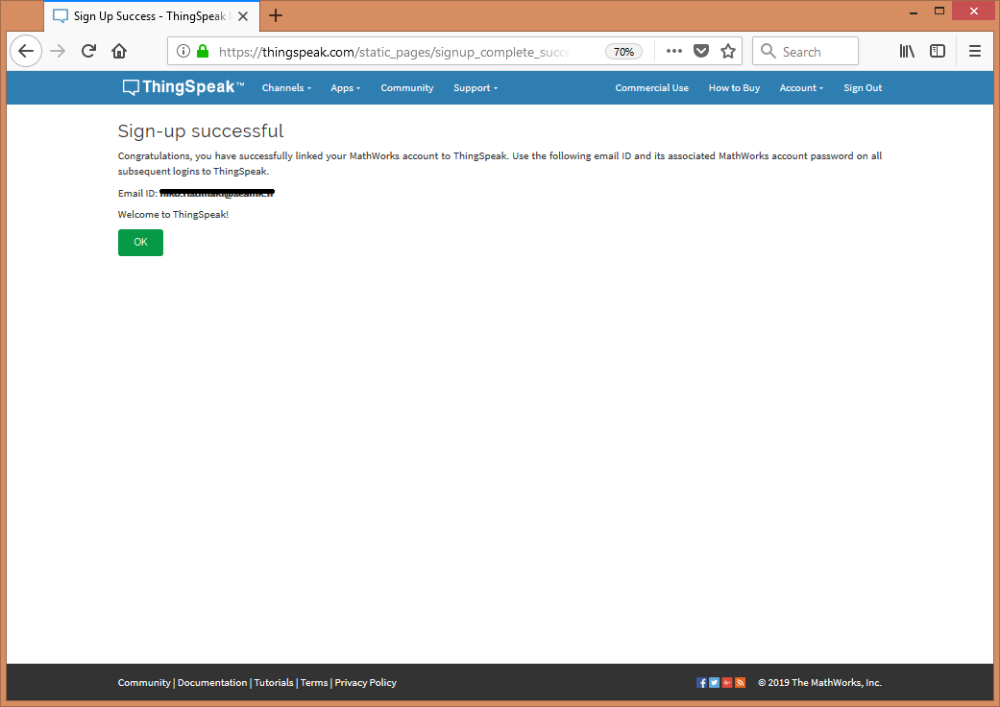 Sign Up Success - ThingSpeak
https://thingspeak.com/static_pages/signup_complete_succe
70%
Search
ThingSpeak™ Channels Apps Community Support Commercial Use How to Buy Account Sign Out
Sign-up successful
Congratulations, you have successfully linked your MathWorks account to ThingSpeak. Use the following email ID and its associated MathWorks account password on all
subsequent logins to ThingSpeak.
Email ID:
Welcome to ThingSpeak!
OK
Community | Documentation | Tutorials | Terms | Privacy Policy
© 2019 The MathWorks, Inc.